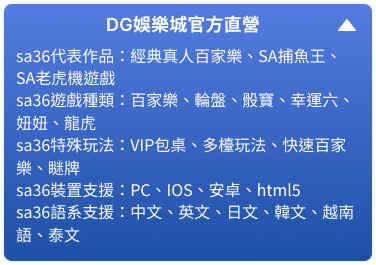 DG娛樂城官方直營
sa36代表作品：經典真人百家樂、SA捕魚王、
SA老虎機遊戲
sa36遊戲種類：百家樂、輪盤、骰寶、幸運六、
妞妞、龍虎
sa36特殊玩法：VIP包桌、多檯玩法、快速百家
樂、瞇牌
sa36裝置支援：PC、IOS、安卓、html5
sa36語系支援：中文、英文、日文、韓文、越南
語、泰文